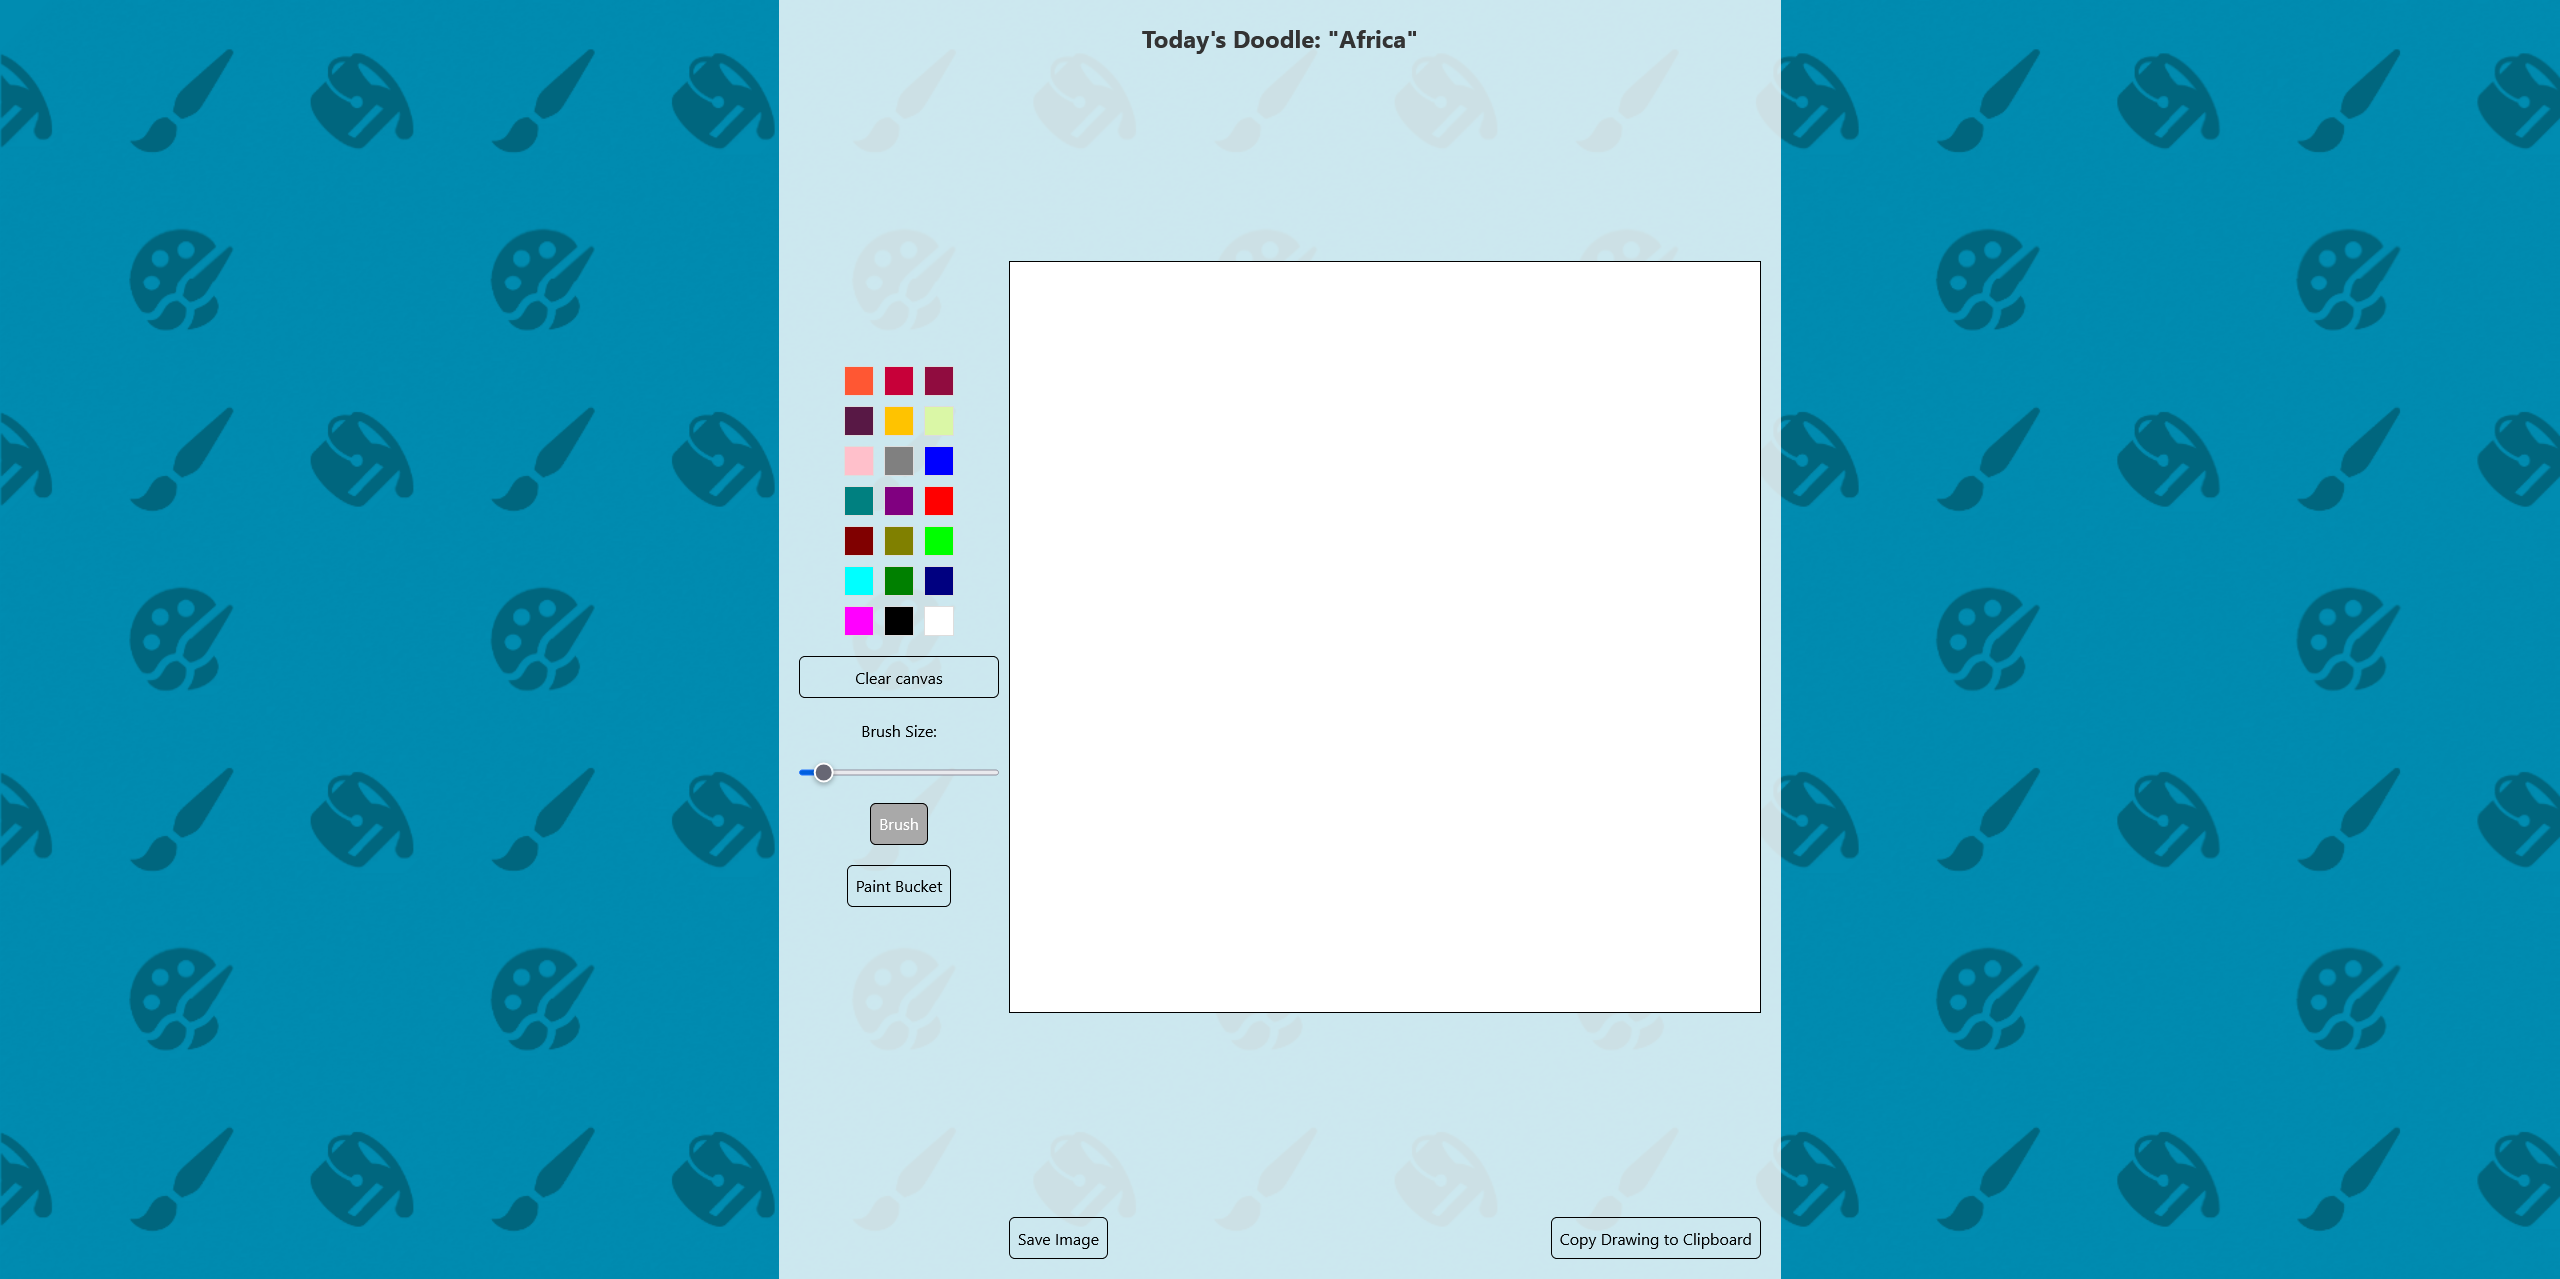 Today's Doodle: "Africa"
Clear canvas
Brush Size:
Brush
Paint Bucket
Save Image
Copy Drawing to Clipboard